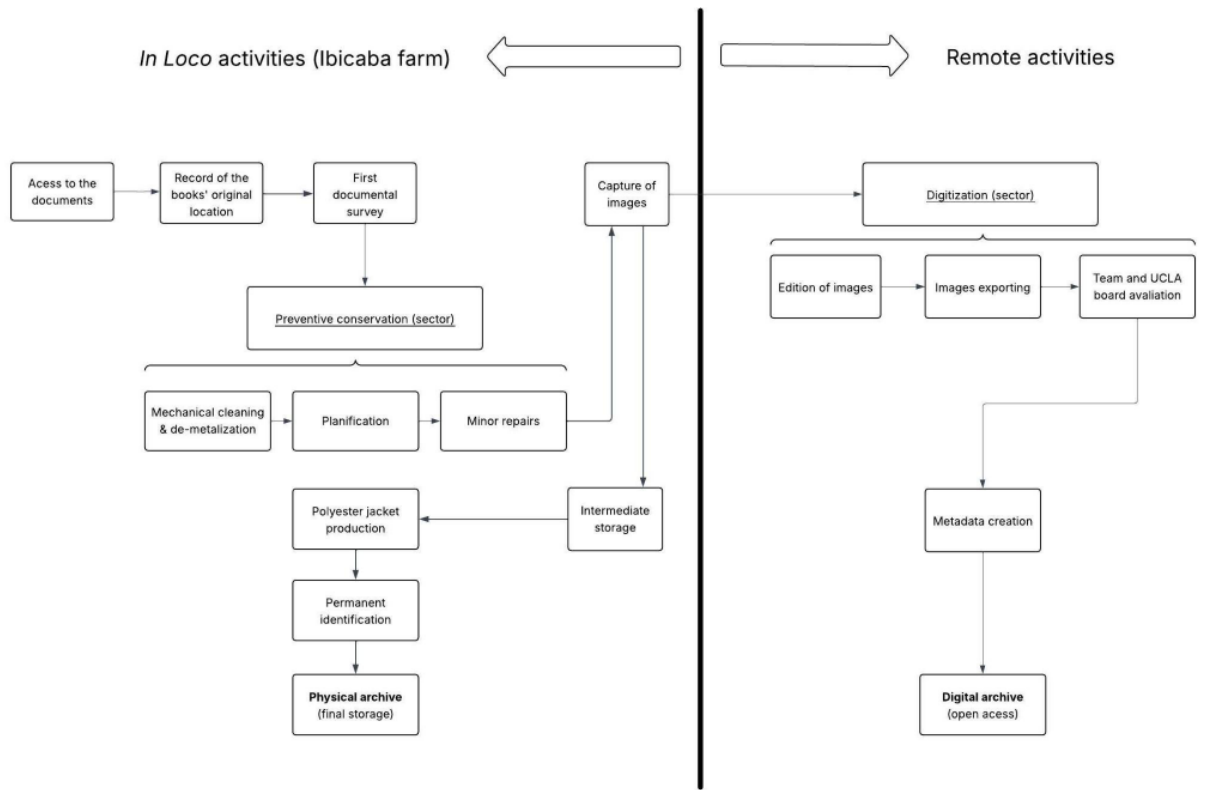 In Loco activities (Ibicaba farm)
Remote activities
Acess to the
documents
Record of the
books' original
location
First
documental
survey
Capture of
images
Digitization (sector)
Edition of images
Images exporting
Team and UCLA
board avaliation
Preventive conservation (sector)
Mechanical cleaning
& de-metalization
Planification
Minor repairs
Polyester jacket
production
Intermediate
storage
Metadata creation
Permanent
identification
Physical archive
(final storage)
Digital archive
(open acess)